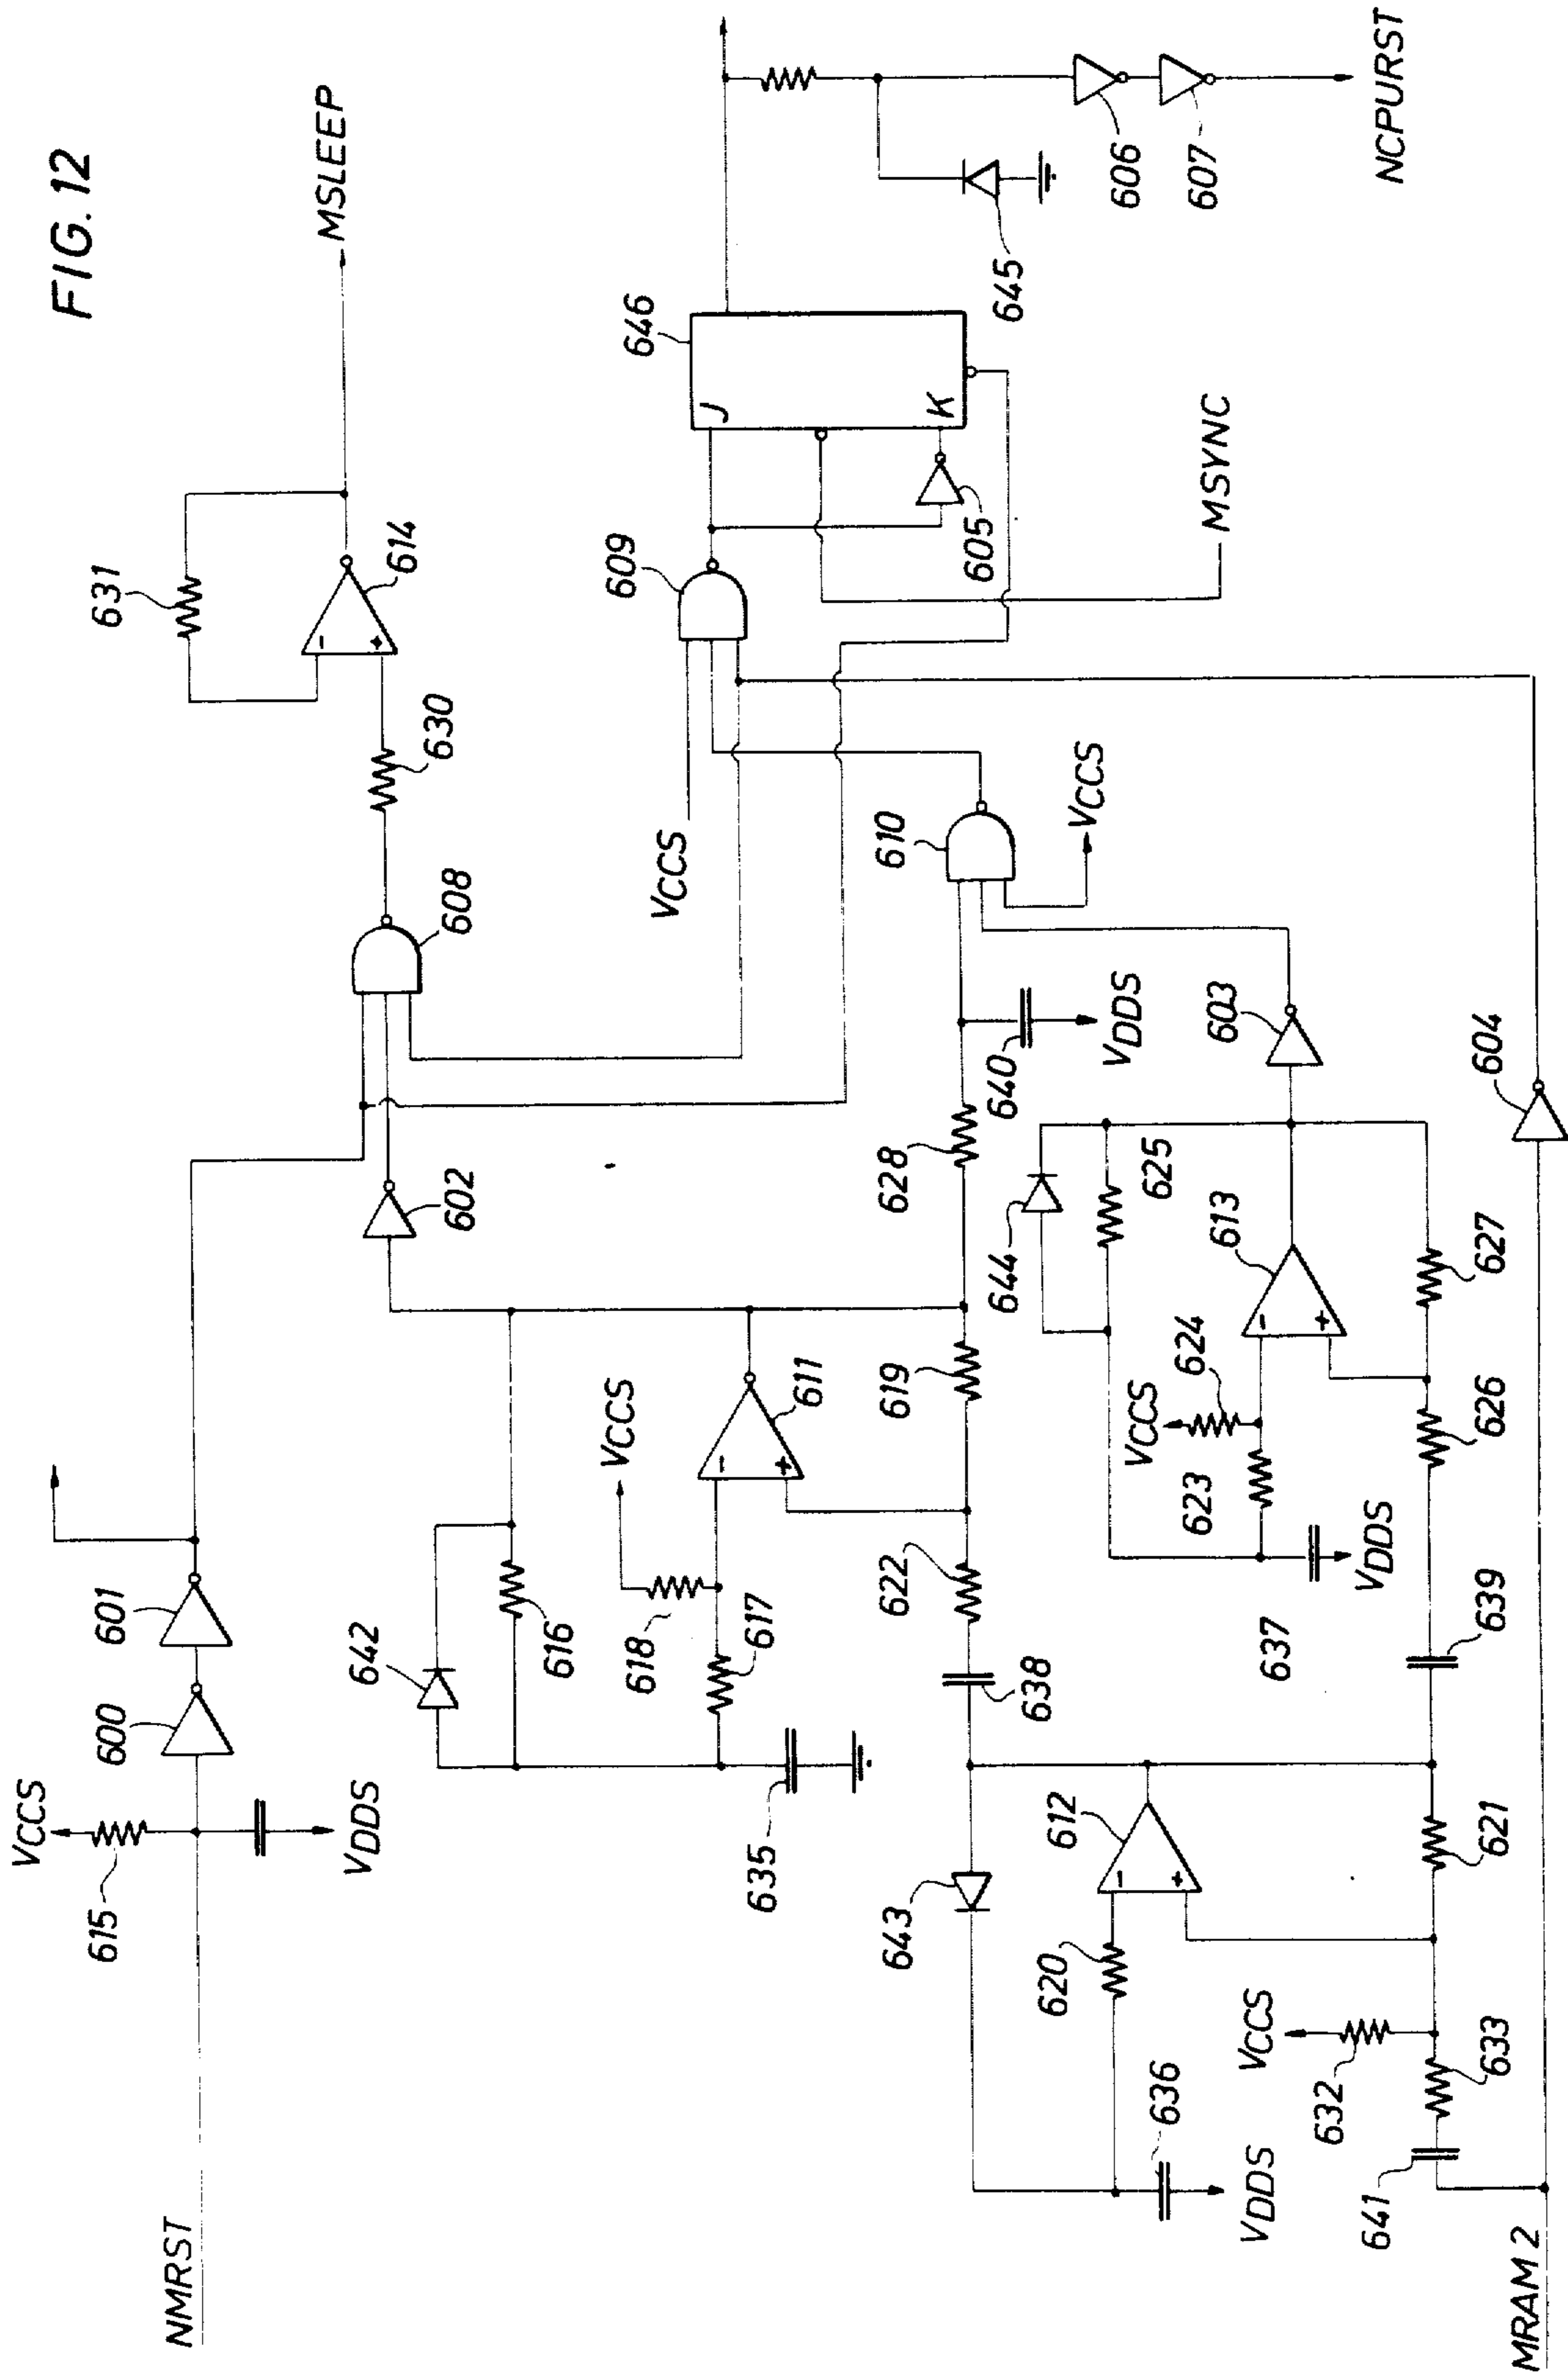 FIG. 12
NMRST
VCCS
615
VDDS
600
601
MSLEEP
631
614
630
608
602
642
616
VCCS
618
617
635
611
619
622
638
628
640
VDDS
VCCS
609
610
VCCS
646
J
K
605
MSYNC
645
606
607
NCPURST
643
612
620
636
VDDS
VCCS
632
633
641
621
639
637
VDDS
623
VCCS
624
644
625
613
626
627
603
604
MRAM 2
-
+
-
+
-
+
-
+